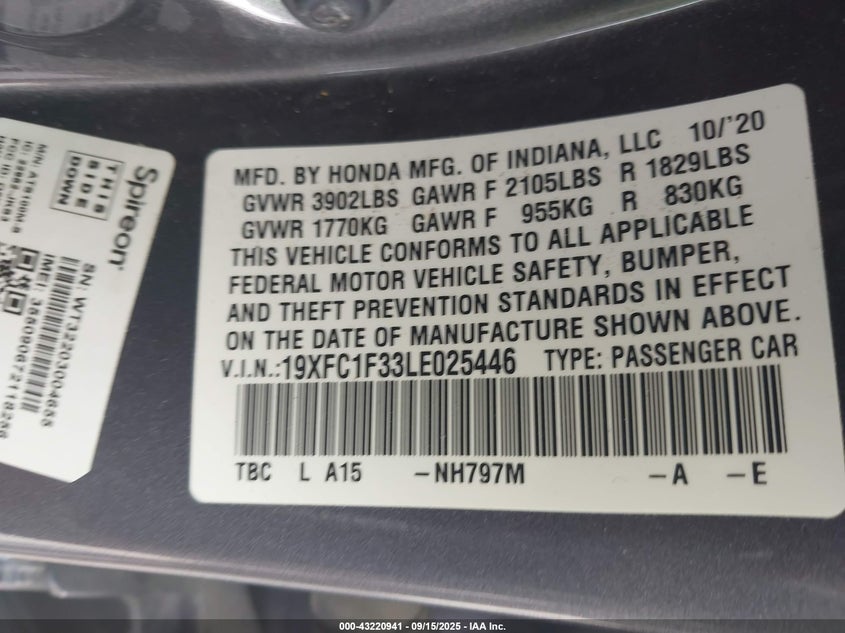 MFD. BY HONDA MFG. OF INDIANA, LLC 10/'20
GVWR 3902LBS GAWR F 2105LBS R 1829LBS
GVWR 1770KG GAWR F 955KG R 830KG
THIS VEHICLE CONFORMS TO ALL APPLICABLE
FEDERAL MOTOR VEHICLE SAFETY, BUMPER,
AND THEFT PREVENTION STANDARDS IN EFFECT
ON THE DATE OF MANUFACTURE SHOWN ABOVE.
V.I.N.:19XFC1F33LE025446 TYPE: PASSENGER CAR
TBC L A15 -NH797M -A -E
Spireon
THIS
SIDE
DOWN
000-43220941 - 09/15/2025 - IAA Inc.